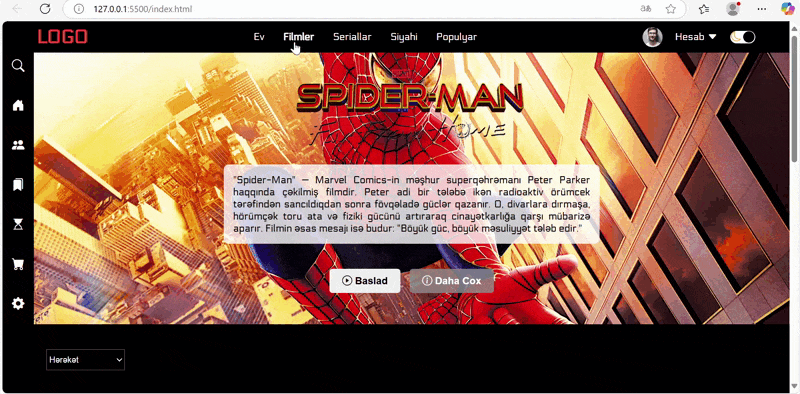 127.0.0.1:5500/index.html
LOGO
Ev Filmler Seriallar Siyahi Populyar
Hesab
SPIDER-MAN
HOME
"Spider-Man" – Marvel Comics-in məşhur superqəhrəmanı Peter Parker
haqqında çəkilmiş filmdir. Peter adi bir tələbə ikən radioaktiv örümcek
tərəfindən sancıldıqdan sonra fövqəladə güclər qazanır. O, divarlara dırmaşa,
hörümçək toru ata və fiziki gücünü artıraraq cinayətkarlığa qarşı mübarizə
aparır. Filmin əsas mesajı isə budur: "Böyük güc, böyük məsuliyyət tələb edir."
Baslad Daha Cox
Hərəkət